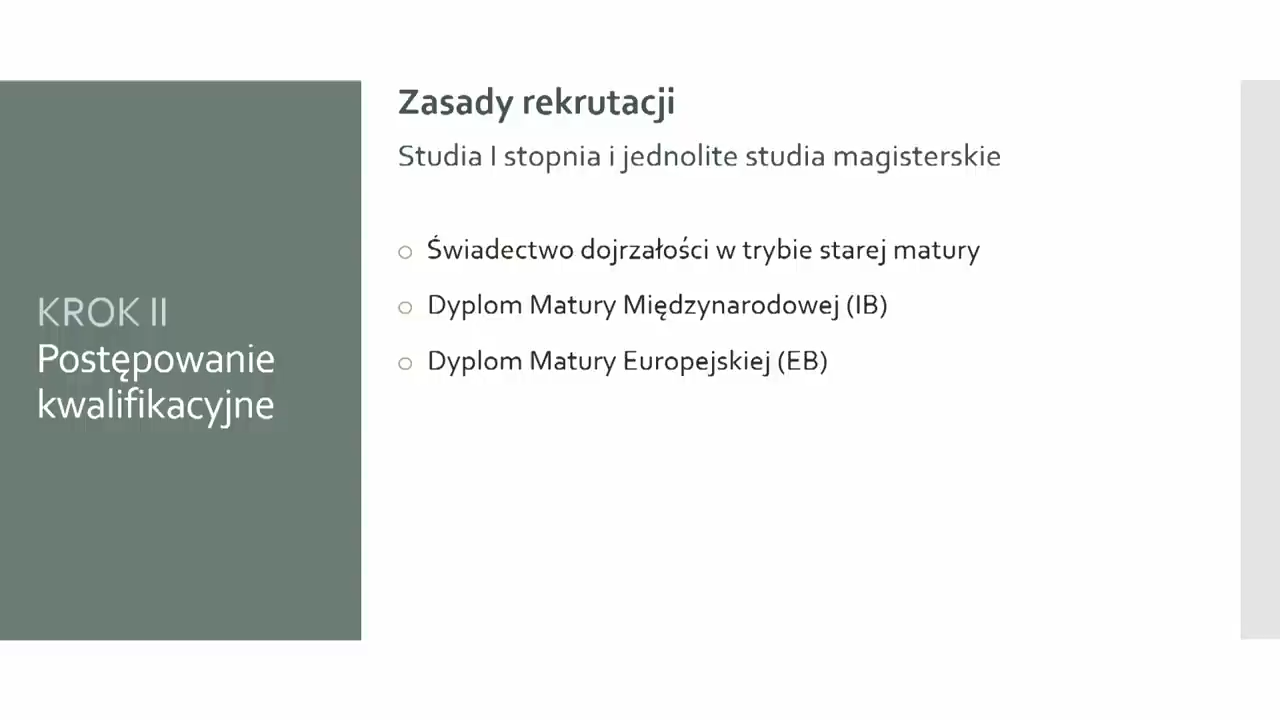 KROK II
Postępowanie
kwalifikacyjne
Zasady rekrutacji
Studia I stopnia i jednolite studia magisterskie
Świadectwo dojrzałości w trybie starej matury
Dyplom Matury Międzynarodowej (IB)
Dyplom Matury Europejskiej (EB)